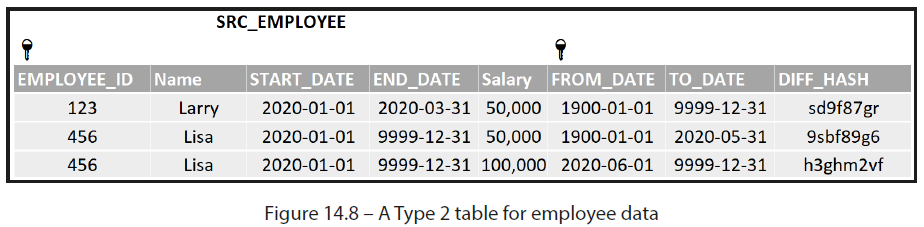 SRC_EMPLOYEE
EMPLOYEE_ID Name START_DATE END_DATE Salary FROM_DATE TO_DATE DIFF_HASH
123 Larry 2020-01-01 2020-03-31 50,000 1900-01-01 9999-12-31 sd9f87gr
456 Lisa 2020-01-01 9999-12-31 50,000 1900-01-01 2020-05-31 9sbf89g6
456 Lisa 2020-01-01 9999-12-31 100,000 2020-06-01 9999-12-31 h3ghm2vf
Figure 14.8 – A Type 2 table for employee data